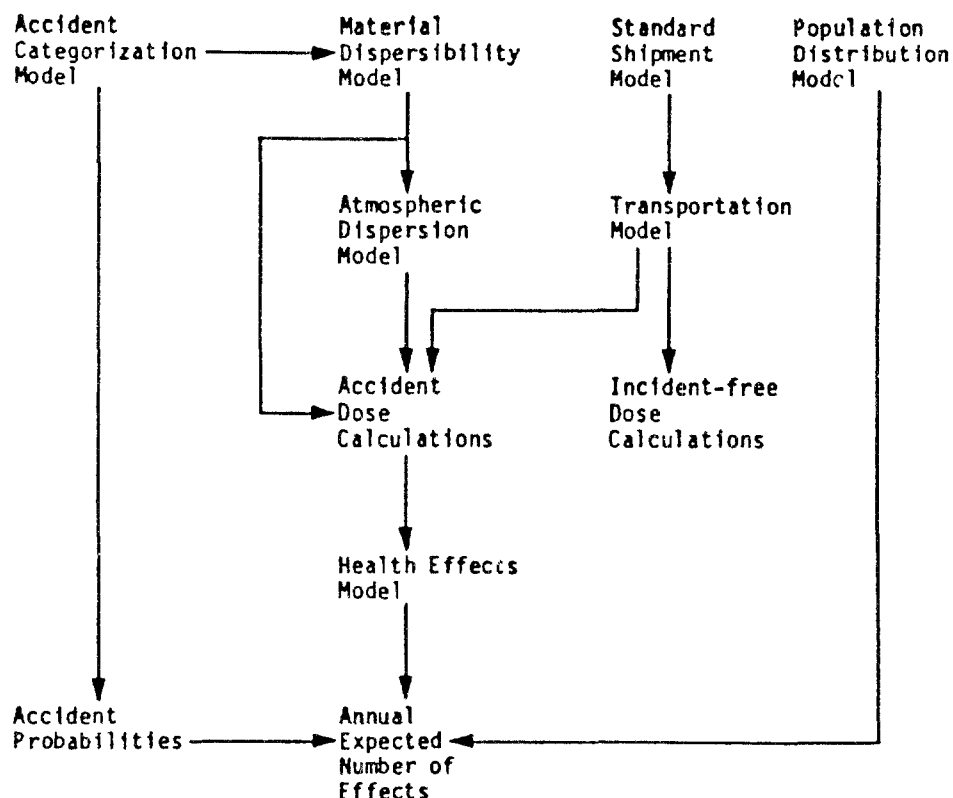 Accident
Categorization
Model
Material
Dispersibility
Model
Standard
Shipment
Model
Population
Distribution
Model
Atmospheric
Dispersion
Model
Transportation
Model
Accident
Dose
Calculations
Incident-free
Dose
Calculations
Health Effects
Model
Accident
Probabilities
Annual
Expected
Number of
Effects